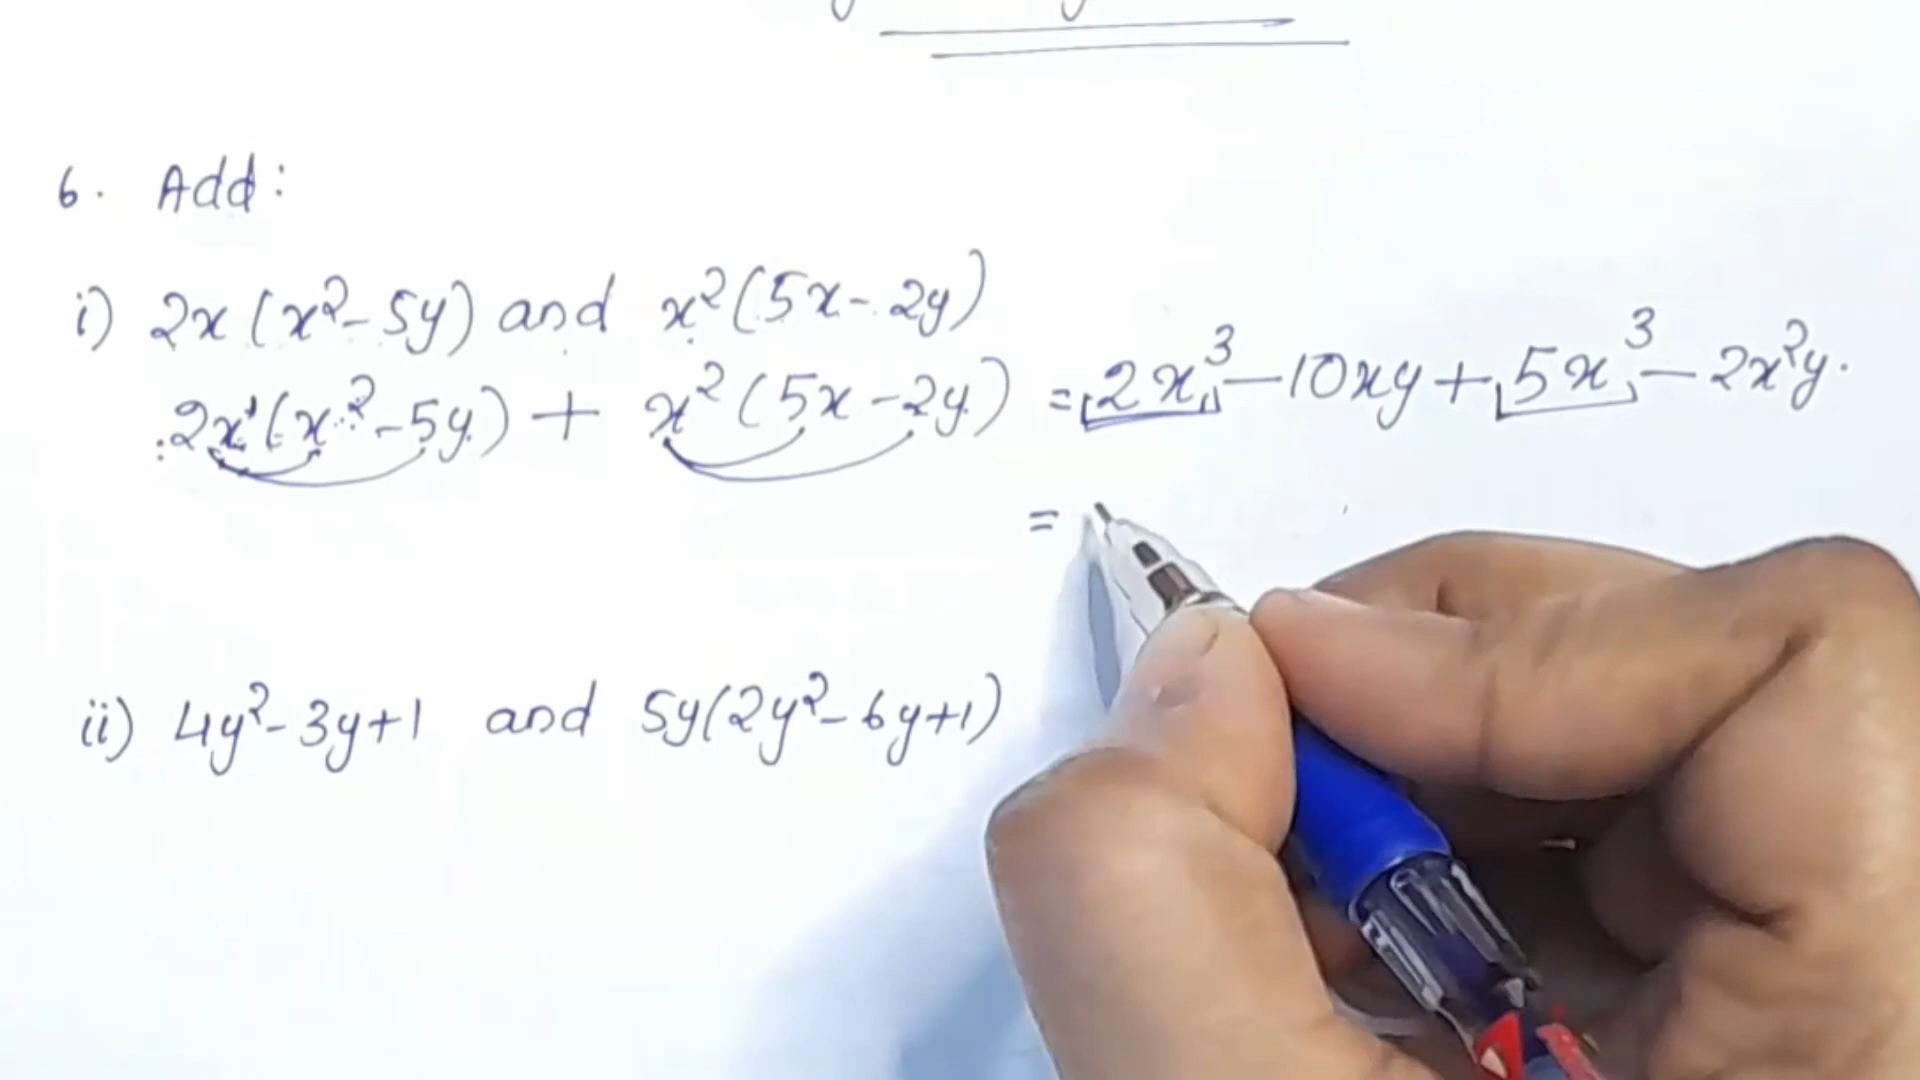 6. Add:
i) 2x(x²-5y) and x²(5x-2y)
2x¹(x²-5y) + x²(5x-2y) = 2x³-10xy+5x³-2x²y.
=
ii) 4y²-3y+1 and 5y(2y²-6y+1)